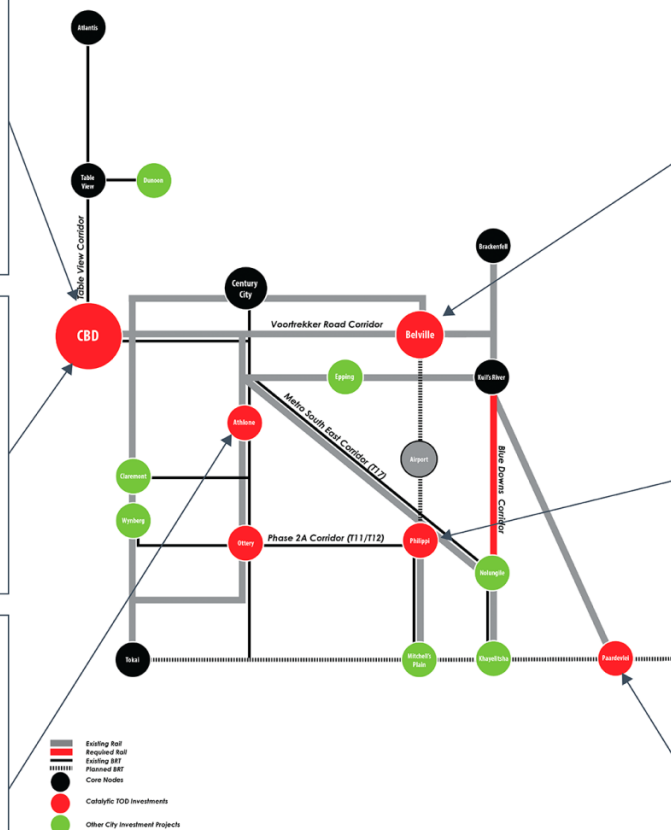 Atlantis
Table
View
Dunoon
Table View Corridor
Brackenfell
Century
City
CBD
Voortrekker Road Corridor
Belville
Epping
Kuil's River
Metro South East Corridor (T17)
Athlone
Blue Downs Corridor
Airport
Claremont
Wynberg
Ottery
Phase 2A Corridor (T11/T12)
Philippi
Nolungile
Tokai
Mitchell's
Plain
Khayelitsha
Paardevlei
Existing Rail
Required Rail
Existing BRT
Planned BRT
Core Nodes
Catalytic TOD Investments
Other City Investment Projects